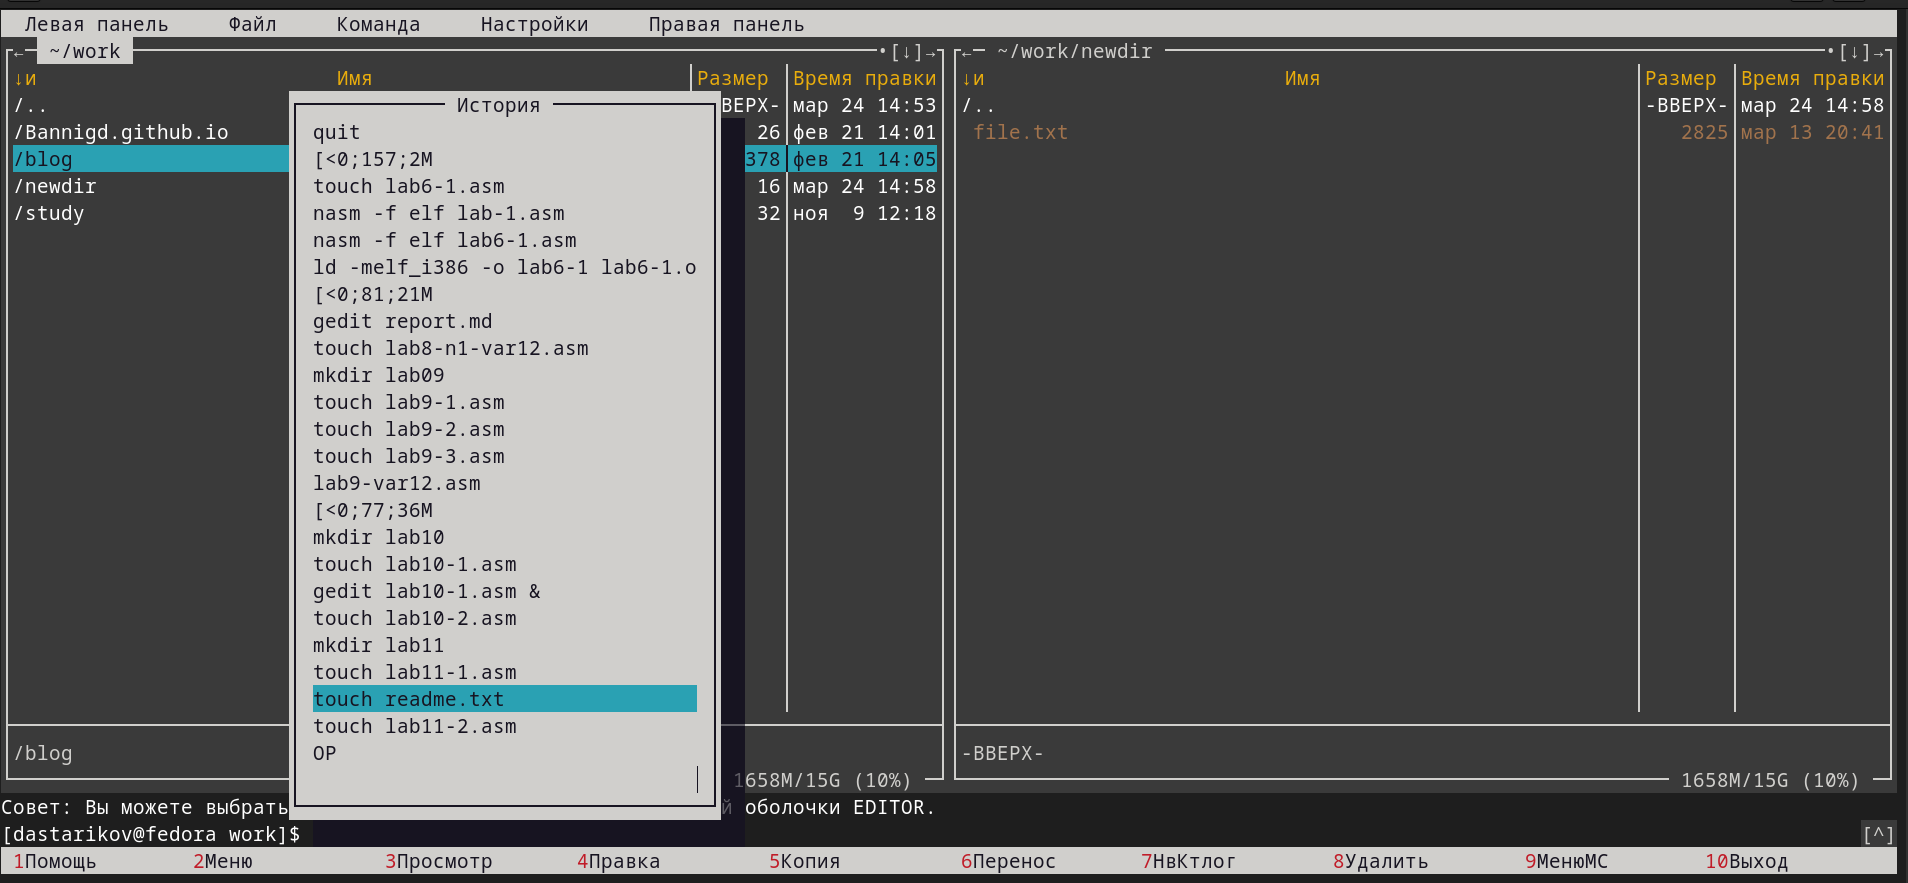 Левая панель Файл Команда Настройки Правая панель
← ~/work •[↓]→
↓и Имя Размер Время правки
/.. ВЕРХ- мар 24 14:53
/Bannigd.github.io 26 фев 21 14:01
/blog 378 фев 21 14:05
/newdir 16 мар 24 14:58
/study 32 ноя 9 12:18
/blog
1658M/15G (10%)
История
quit
[<0;157;2M
touch lab6-1.asm
nasm -f elf lab-1.asm
nasm -f elf lab6-1.asm
ld -melf_i386 -o lab6-1 lab6-1.o
[<0;81;21M
gedit report.md
touch lab8-n1-var12.asm
mkdir lab09
touch lab9-1.asm
touch lab9-2.asm
touch lab9-3.asm
lab9-var12.asm
[<0;77;36M
mkdir lab10
touch lab10-1.asm
gedit lab10-1.asm &
touch lab10-2.asm
mkdir lab11
touch lab11-1.asm
touch readme.txt
touch lab11-2.asm
OP
← ~/work/newdir •[↓]→
↓и Имя Размер Время правки
/.. -ВВЕРХ- мар 24 14:58
file.txt 2825 мар 13 20:41
-ВВЕРХ-
1658M/15G (10%)
Совет: Вы можете выбрать й оболочки EDITOR.
[dastarikov@fedora work]$ [^]
1Помощь 2Меню 3Просмотр 4Правка 5Копия 6Перенос 7НвКтлог 8Удалить 9МенюMC 10Выход